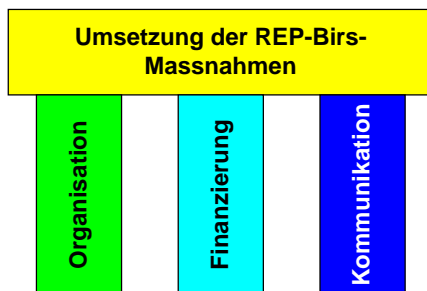 Umsetzung der REP-Birs-
Massnahmen
Organisation
Finanzierung
Kommunikation